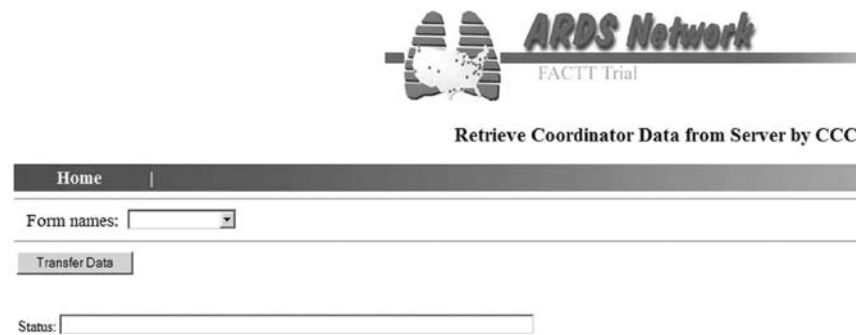 ARDS Network
FACTT Trial
Retrieve Coordinator Data from Server by CCC
Home |
Form names:
Transfer Data
Status: